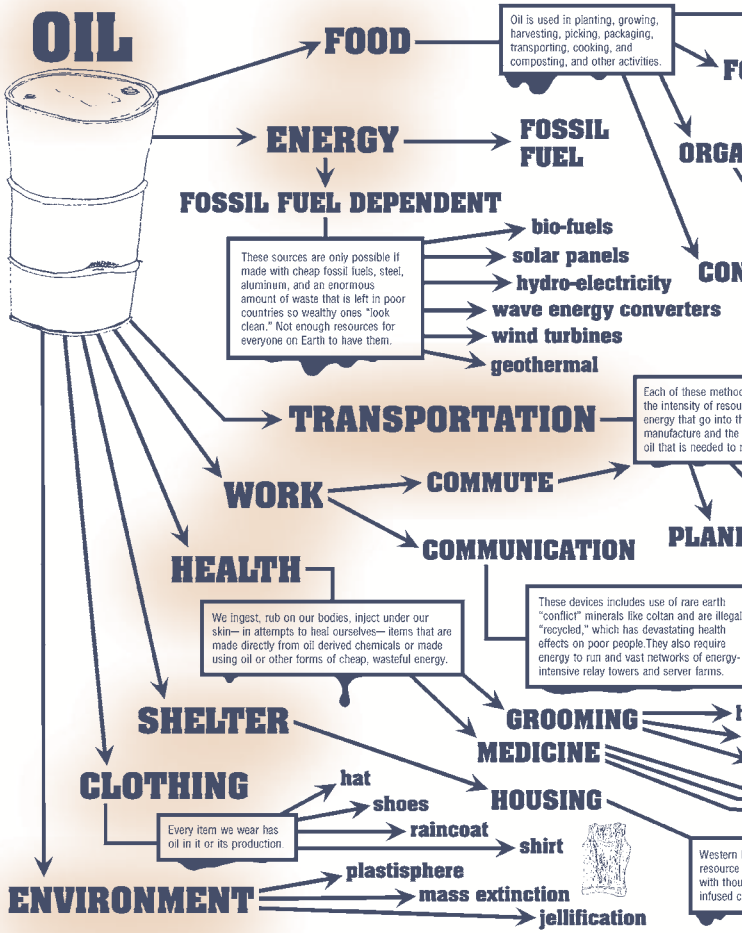 OIL
FOOD
Oil is used in planting, growing,
harvesting, picking, packaging,
transporting, cooking, and
composting, and other activities.
ENERGY
FOSSIL
FUEL
FOSSIL FUEL DEPENDENT
These sources are only possible if
made with cheap fossil fuels, steel,
aluminum, and an enormous
amount of waste that is left in poor
countries so wealthy ones "look
clean." Not enough resources for
everyone on Earth to have them.
bio-fuels
solar panels
hydro-electricity
wave energy converters
wind turbines
geothermal
TRANSPORTATION
Each of these
the intensity of
energy that go into
manufacture and the
oil that is needed to
WORK
COMMUTE
COMMUNICATION
HEALTH
These devices includes use of rare earth
"conflict" minerals like coltan and are illegal
"recycled," which has devastating health
effects on poor people.They also require
energy to run and vast networks of energy-
intensive relay towers and server farms.
We ingest, rub on our bodies, inject under our
skin— in attempts to heal ourselves— items that are
made directly from oil derived chemicals or made
using oil or other forms of cheap, wasteful energy.
SHELTER
GROOMING
MEDICINE
HOUSING
CLOTHING
hat
shoes
raincoat
shirt
Every item we wear has
oil in it or its production.
Western
resource
with
infused
ENVIRONMENT
plastisphere
mass extinction
jellification